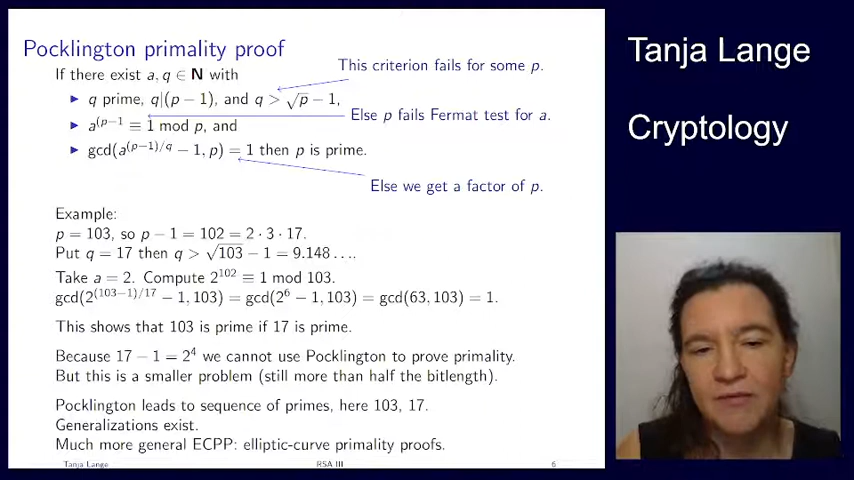 Pocklington primality proof
If there exist a, q ∈ N with
This criterion fails for some p.
▶ q prime, q|(p − 1), and q > √p − 1,
Else p fails Fermat test for a.
▶ a^(p−1 ≡ 1 mod p, and
▶ gcd(a^(p−1)/q − 1, p) = 1 then p is prime.
Else we get a factor of p.
Example:
p = 103, so p − 1 = 102 = 2 · 3 · 17.
Put q = 17 then q > √103 − 1 = 9.148 . . ..
Take a = 2. Compute 2^102 ≡ 1 mod 103.
gcd(2^(103−1)/17 − 1, 103) = gcd(2^6 − 1, 103) = gcd(63, 103) = 1.
This shows that 103 is prime if 17 is prime.
Because 17 − 1 = 2^4 we cannot use Pocklington to prove primality.
But this is a smaller problem (still more than half the bitlength).
Pocklington leads to sequence of primes, here 103, 17.
Generalizations exist.
Much more general ECPP: elliptic-curve primality proofs.
Tanja Lange RSA III 6
Tanja Lange
Cryptology